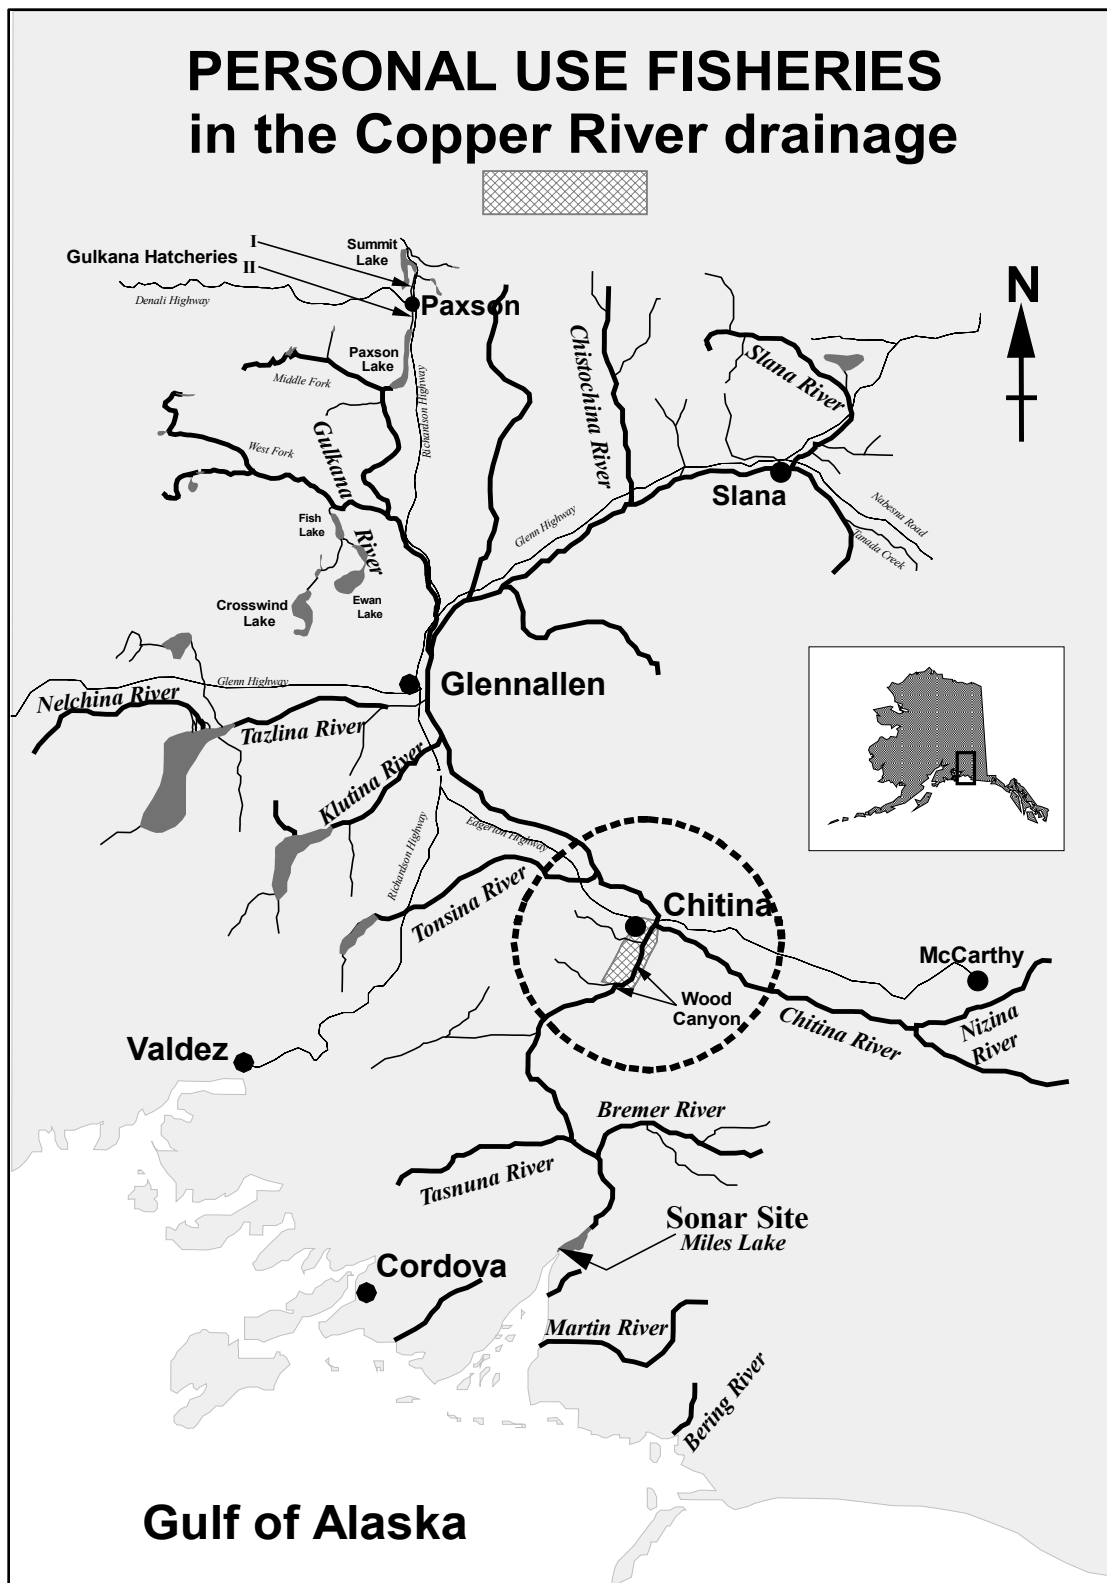 PERSONAL USE FISHERIES
in the Copper River drainage
I
Gulkana Hatcheries
II
Summit
Lake
Denali Highway
Paxson
N
Paxson
Lake
Middle Fork
Richardson Highway
Chistochina River
Slana River
West Fork
Gulkana
River
Slana
Nabesna Road
Tanada Creek
Glenn Highway
Fish
Lake
Ewan
Lake
Crosswind
Lake
Glennallen
Glenn Highway
Nelchina River
Tazlina River
Klutina River
Richardson Highway
Edgerton Highway
Tonsina River
Chitina
McCarthy
Wood
Canyon
Chitina River
Nizina
River
Valdez
Bremer River
Tasnuna River
Sonar Site
Miles Lake
Cordova
Martin River
Bering River
Gulf of Alaska